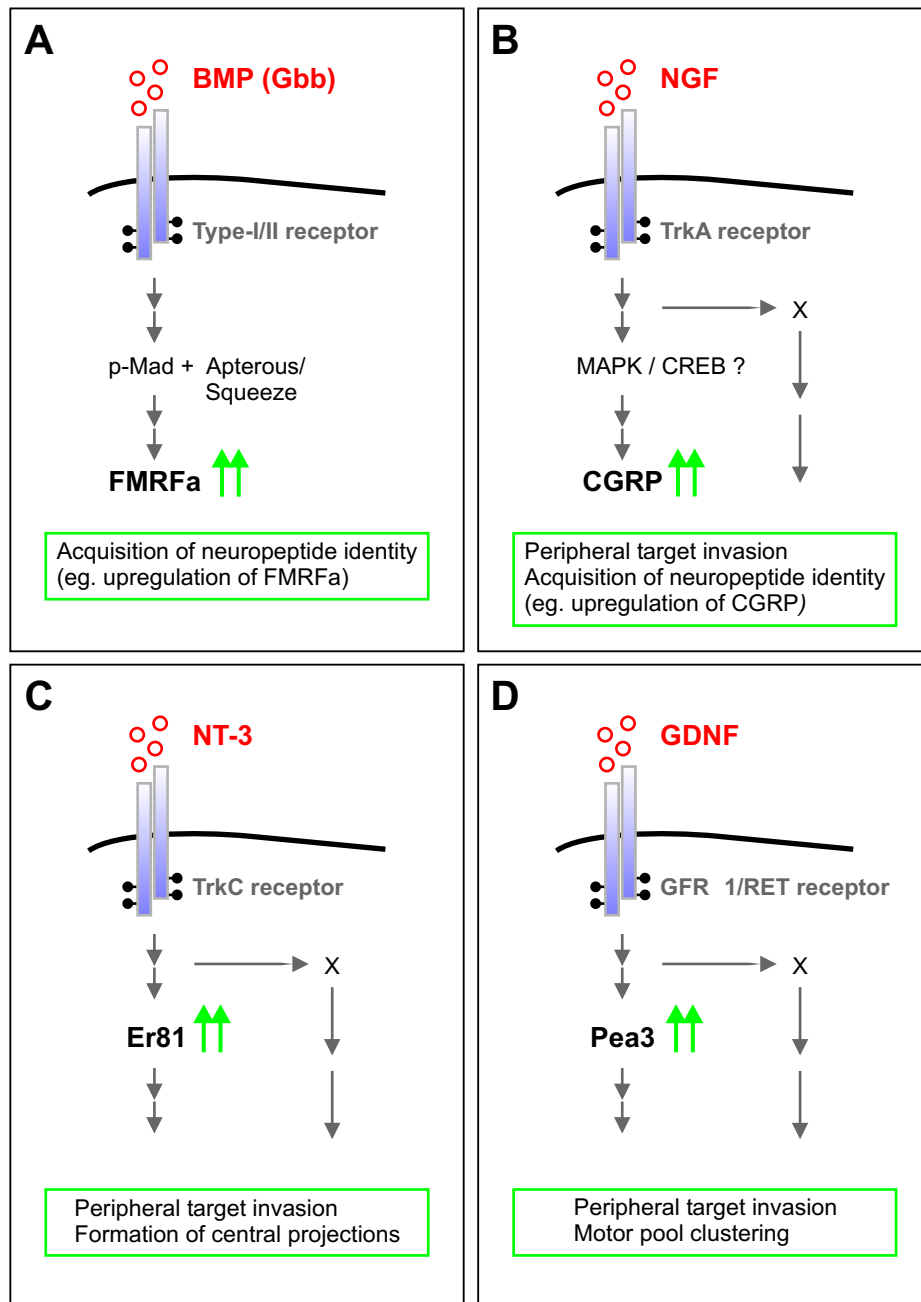 A
BMP (Gbb)
Type-I/II receptor
p-Mad + Apterous/
Squeeze
FMRFa
Acquisition of neuropeptide identity
(eg. upregulation of FMRFa)
B
NGF
TrkA receptor
X
MAPK / CREB ?
CGRP
Peripheral target invasion
Acquisition of neuropeptide identity
(eg. upregulation of CGRP)
C
NT-3
TrkC receptor
X
Er81
Peripheral target invasion
Formation of central projections
D
GDNF
GFR 1/RET receptor
X
Pea3
Peripheral target invasion
Motor pool clustering